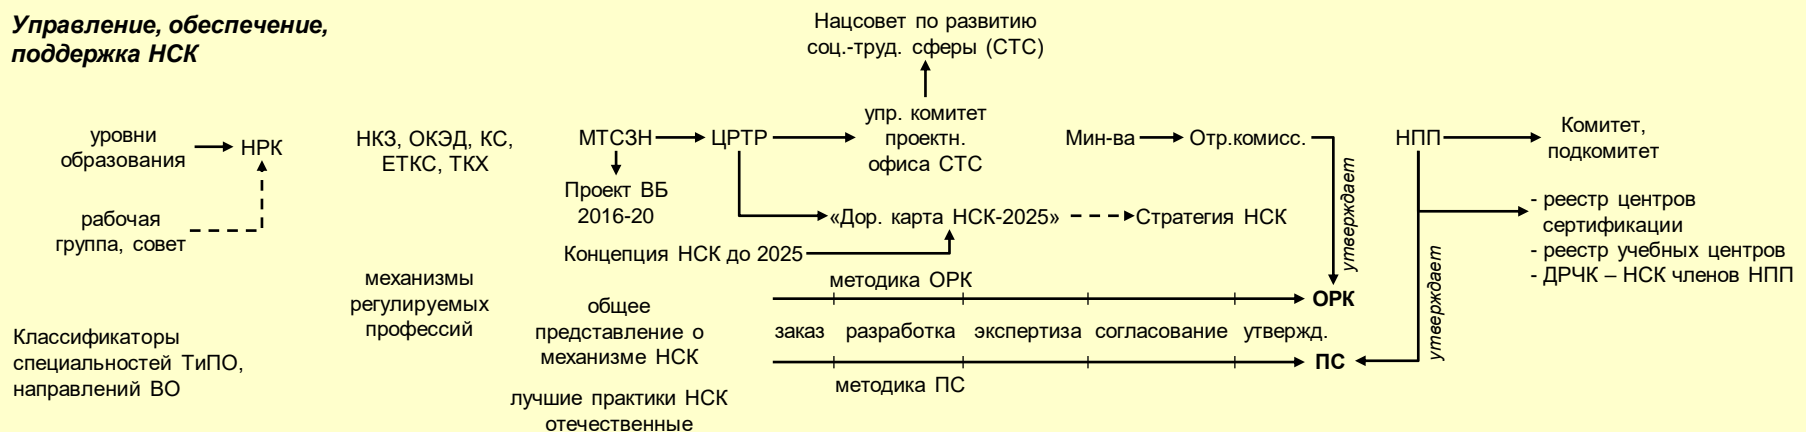 Управление, обеспечение,
поддержка НСК
Нацсовет по развитию
соц.-труд. сферы (СТС)
уровни
образования
НРК
рабочая
группа, совет
НКЗ, ОКЭД, КС,
ЕТКС, ТКХ
МТСЗН
ЦРТР
упр. комитет
проектн.
офиса СТС
Мин-ва
Отр.комисс.
НПП
Комитет,
подкомитет
Проект ВБ
2016-20
«Дор. карта НСК-2025»
Стратегия НСК
Концепция НСК до 2025
утверждает
утверждает
- реестр центров
сертификации
- реестр учебных центров
- ДРЧК – НСК членов НПП
механизмы
регулируемых
профессий
методика ОРК
ОРК
общее
представление о
механизме НСК
заказ разработка экспертиза согласование утвержд.
ПС
методика ПС
Классификаторы
специальностей ТиПО,
направлений ВО
лучшие практики НСК
отечественные